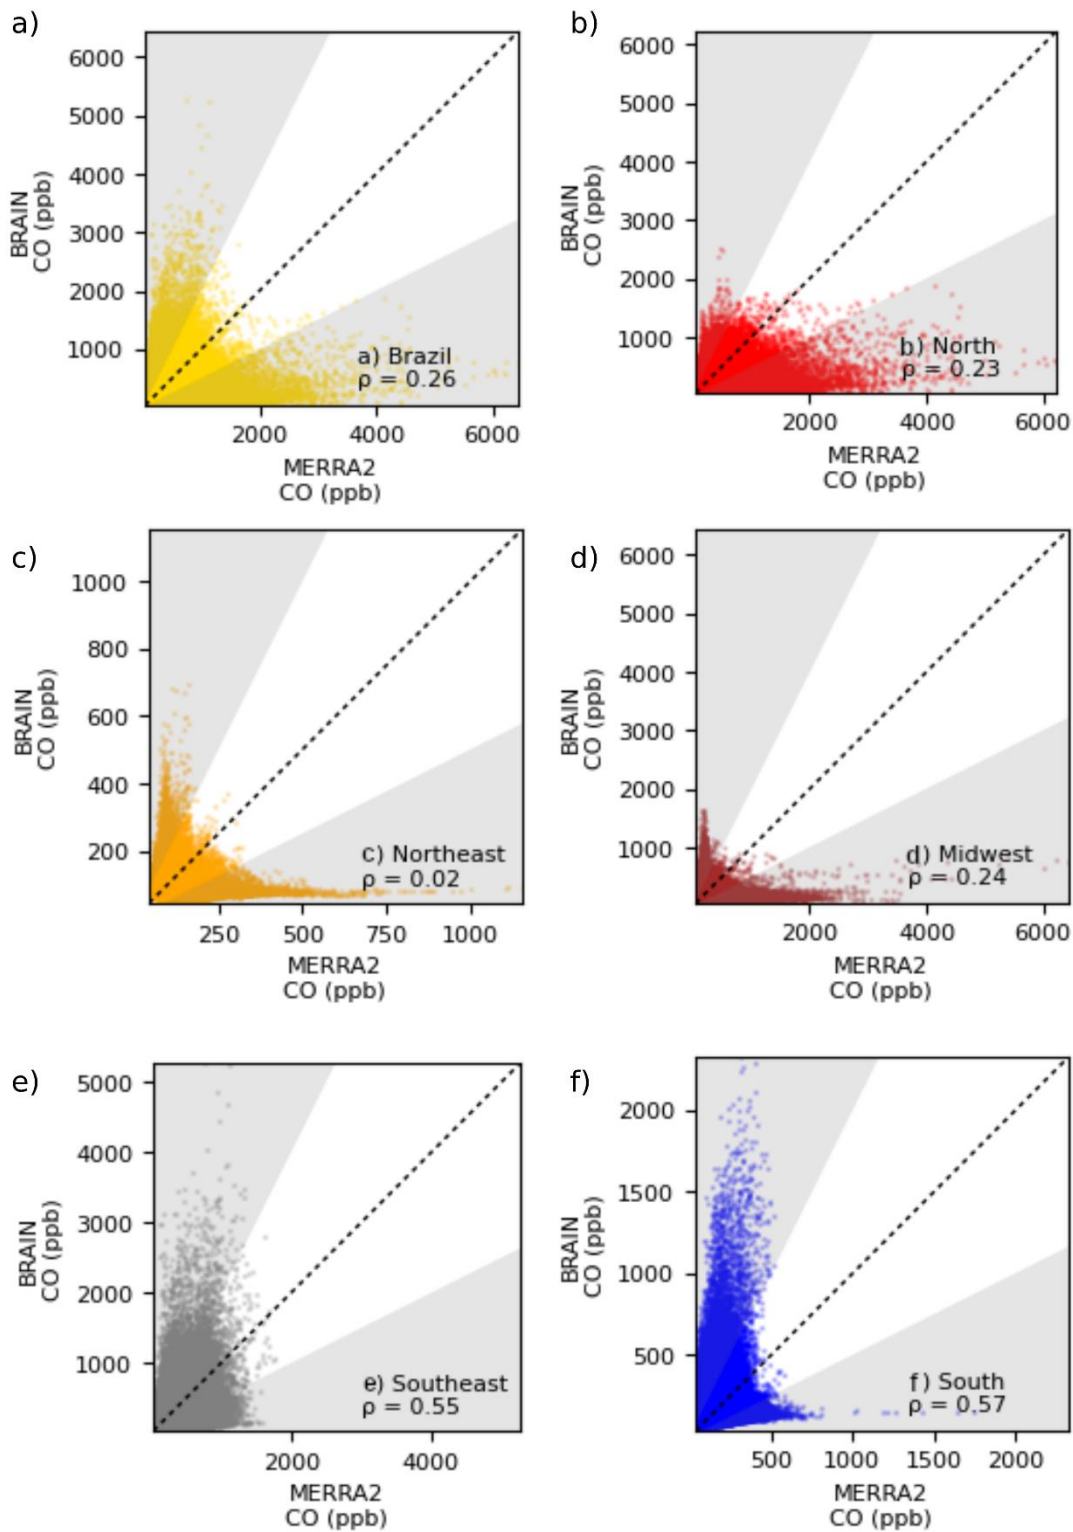 a)
6000
5000
4000
3000
2000
1000
BRAIN
CO (ppb)
a) Brazil
ρ = 0.26
2000 4000 6000
MERRA2
CO (ppb)
b)
6000
5000
4000
3000
2000
1000
BRAIN
CO (ppb)
b) North
ρ = 0.23
2000 4000 6000
MERRA2
CO (ppb)
c)
1000
800
600
400
200
BRAIN
CO (ppb)
c) Northeast
ρ = 0.02
250 500 750 1000
MERRA2
CO (ppb)
d)
6000
5000
4000
3000
2000
1000
BRAIN
CO (ppb)
d) Midwest
ρ = 0.24
2000 4000 6000
MERRA2
CO (ppb)
e)
5000
4000
3000
2000
1000
BRAIN
CO (ppb)
e) Southeast
ρ = 0.55
2000 4000
MERRA2
CO (ppb)
f)
2000
1500
1000
500
BRAIN
CO (ppb)
f) South
ρ = 0.57
500 1000 1500 2000
MERRA2
CO (ppb)